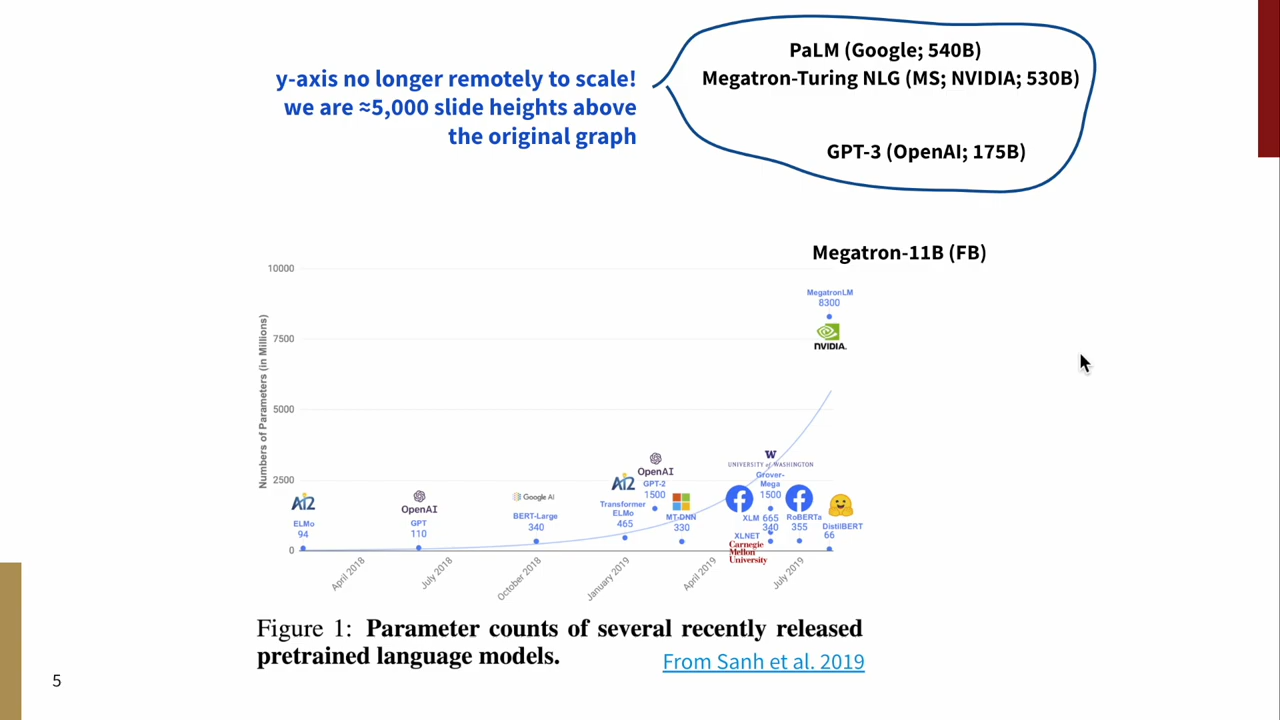 PaLM (Google; 540B)
Megatron-Turing NLG (MS; NVIDIA; 530B)
y-axis no longer remotely to scale!
we are ≈5,000 slide heights above
the original graph
GPT-3 (OpenAI; 175B)
Megatron-11B (FB)
Numbers of Parameters (in Millions)
10000
7500
5000
2500
0
MegatronLM
8300
NVIDIA.
AI2
ELMo
94
OpenAI
GPT
110
Google AI
BERT-Large
340
AI2
Transformer
ELMo
465
OpenAI
GPT-2
1500
MT-DNN
330
W
UNIVERSITY of WASHINGTON
Grover-
Mega
1500
XLM 665
340
XLNET
Carnegie
Mellon
University
RoBERTa
355
DistilBERT
66
April 2018
July 2018
October 2018
January 2019
April 2019
July 2019
Figure 1: Parameter counts of several recently released
pretrained language models.
From Sanh et al. 2019
5